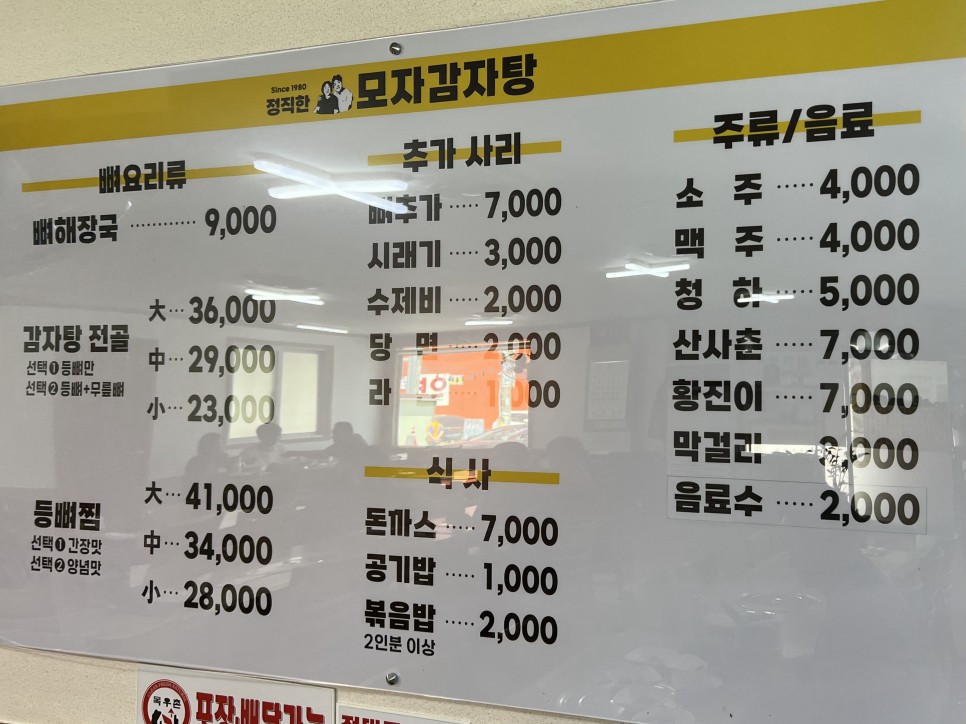 Since 1980
정직한 모자감자탕
뼈요리류
뼈해장국 ············ 9,000
감자탕 전골
선택❶ 등뼈만
선택❷ 등뼈+무릎뼈
大··· 36,000
中··· 29,000
小··· 23,000
등뼈찜
선택❶ 간장맛
선택❷ 양념맛
大··· 41,000
中··· 34,000
小··· 28,000
추가 사리
뼈추가 ····· 7,000
시래기 ····· 3,000
수제비 ····· 2,000
당 면 ····· 2,000
라
식 사
돈까스 ····· 7,000
공기밥 ····· 1,000
볶음밥 ····· 2,000
2인분 이상
주류/음료
소 주 ····· 4,000
맥 주 ····· 4,000
청 하 ····· 5,000
산사춘 ····· 7,000
황진이 ····· 7,000
막걸리 ····· 3,000
음료수 ····· 2,000
목우촌
포장·배달가능